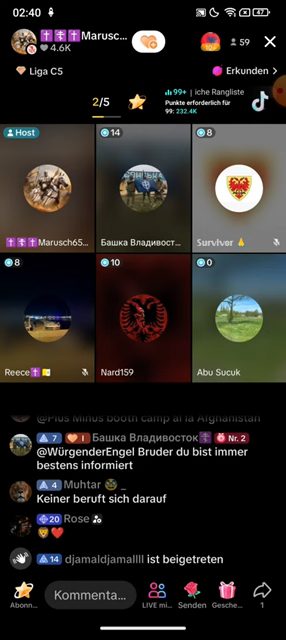 02:40
47
✝️☦️✝️Marusc...
4.6K
59
Liga C5
Erkunden >
2/5
99+ | iche Rangliste
Punkte erforderlich für
99: 232.4K
Host
14
8
✝️☦️✝️Marusch65...
Башка Владивост...
Survivor 🙏
8
10
0
Reece✝️🇻🇦
Nard159
Abu Sucuk
@Plus Minus booth camp al la Afghanistan
7 I Башка Владивосток☦️ Nr. 2
@WürgenderEngel Bruder du bist immer
bestens informiert
4 Muhtar _
Keiner beruft sich darauf
20 Rose
🦁❤️
14 djamaldjamallll ist beigetreten
Abonn...
Kommenta...
LIVE mi...
Senden
Gesche...
1